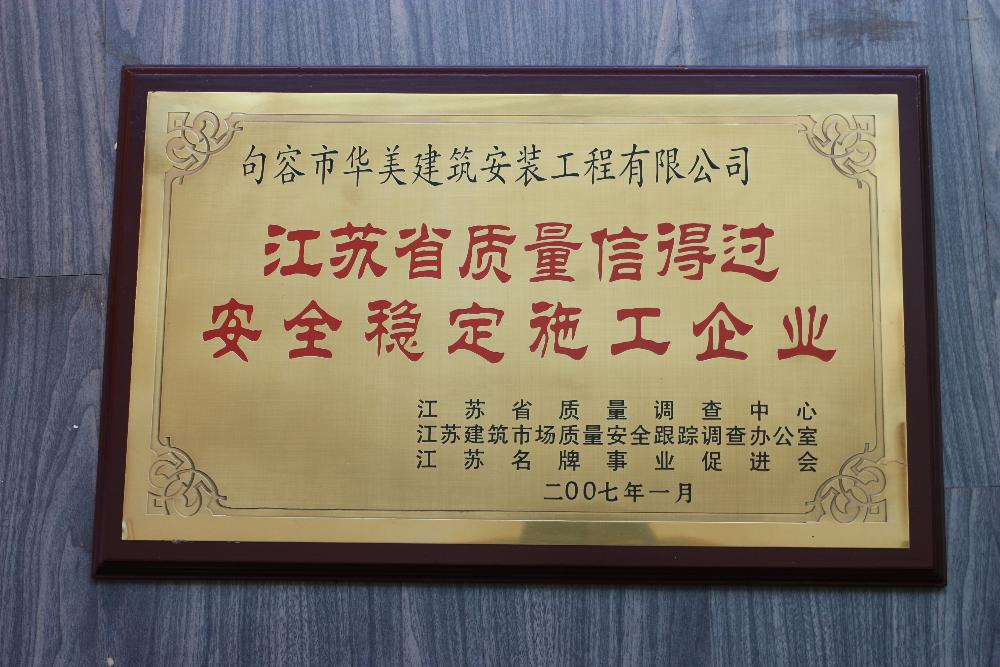 句容市华美建筑安装工程有限公司
江苏省质量信得过
安全稳定施工企业
江苏省质量调查中心
江苏建筑市场质量安全跟踪调查办公室
江苏名牌事业促进会
二00七年一月